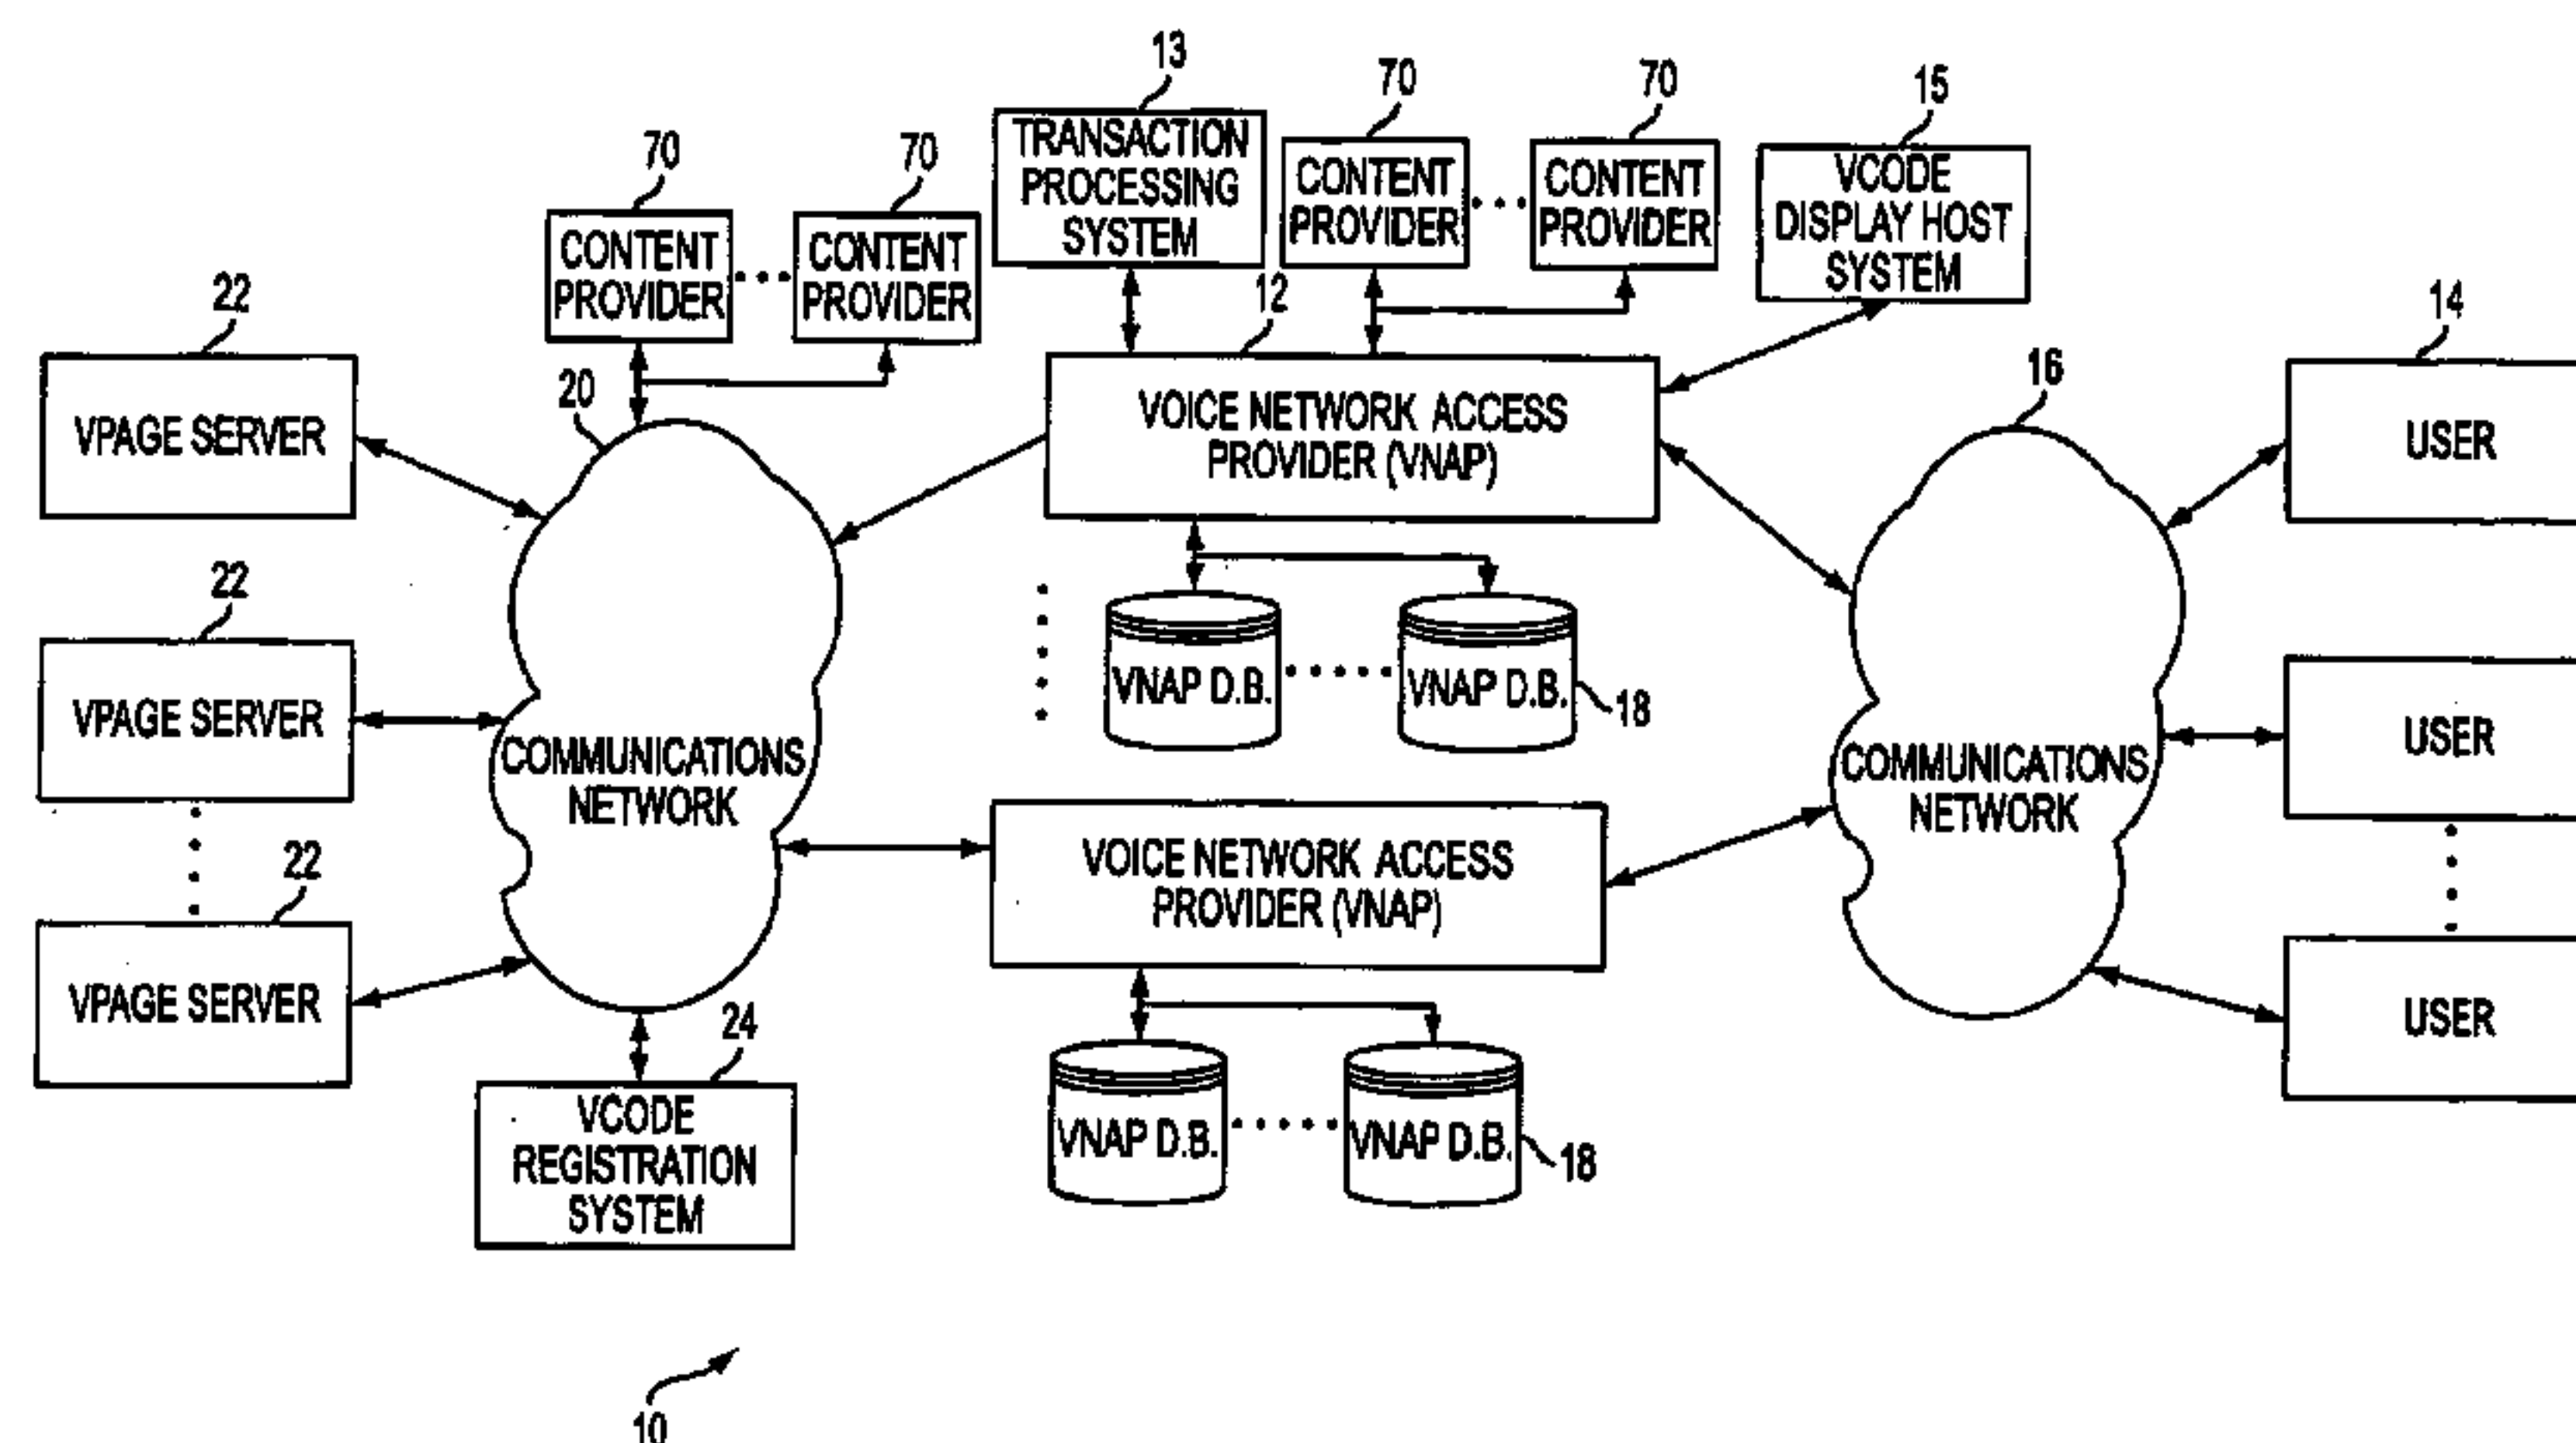 13
70
70
15
TRANSACTION
PROCESSING
SYSTEM
CONTENT
PROVIDER
CONTENT
PROVIDER
VCODE
DISPLAY HOST
SYSTEM
70
70
CONTENT
PROVIDER
CONTENT
PROVIDER
22
20
12
16
14
VPAGE SERVER
VOICE NETWORK ACCESS
PROVIDER (VNAP)
USER
22
VPAGE SERVER
VNAP D.B.
VNAP D.B.
18
COMMUNICATIONS
NETWORK
COMMUNICATIONS
NETWORK
USER
22
VPAGE SERVER
VOICE NETWORK ACCESS
PROVIDER (VNAP)
USER
24
VCODE
REGISTRATION
SYSTEM
VNAP D.B.
VNAP D.B.
18
10